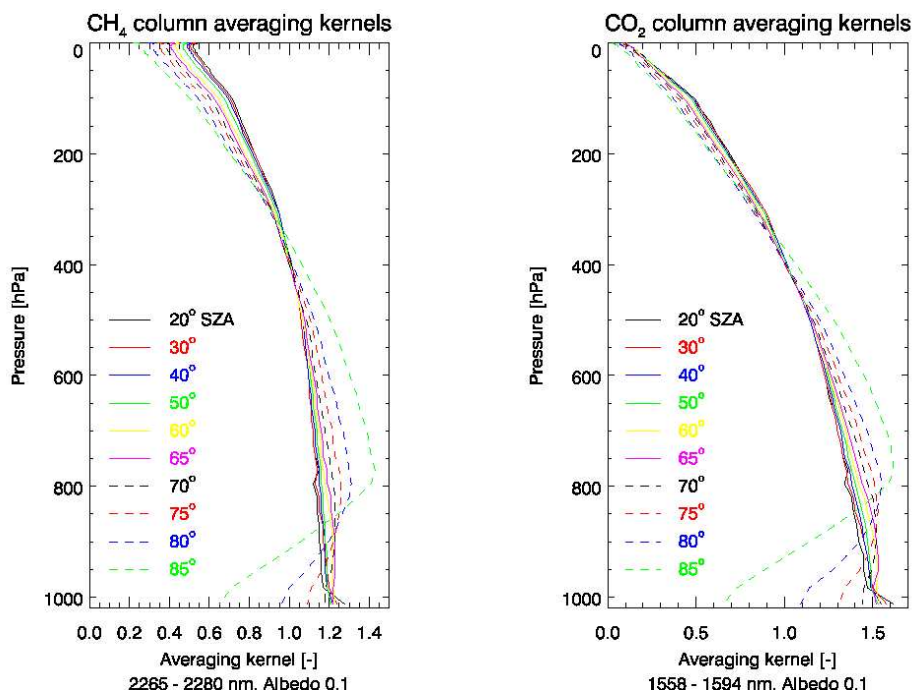 CH4 column averaging kernels
0
200
400
600
800
1000
Pressure [hPa]
20° SZA
30°
40°
50°
60°
65°
70°
75°
80°
85°
0.0 0.2 0.4 0.6 0.8 1.0 1.2 1.4
Averaging kernel [-]
2265 - 2280 nm, Albedo 0.1
CO2 column averaging kernels
0
200
400
600
800
1000
Pressure [hPa]
20° SZA
30°
40°
50°
60°
65°
70°
75°
80°
85°
0.0 0.5 1.0 1.5
Averaging kernel [-]
1558 - 1594 nm, Albedo 0.1